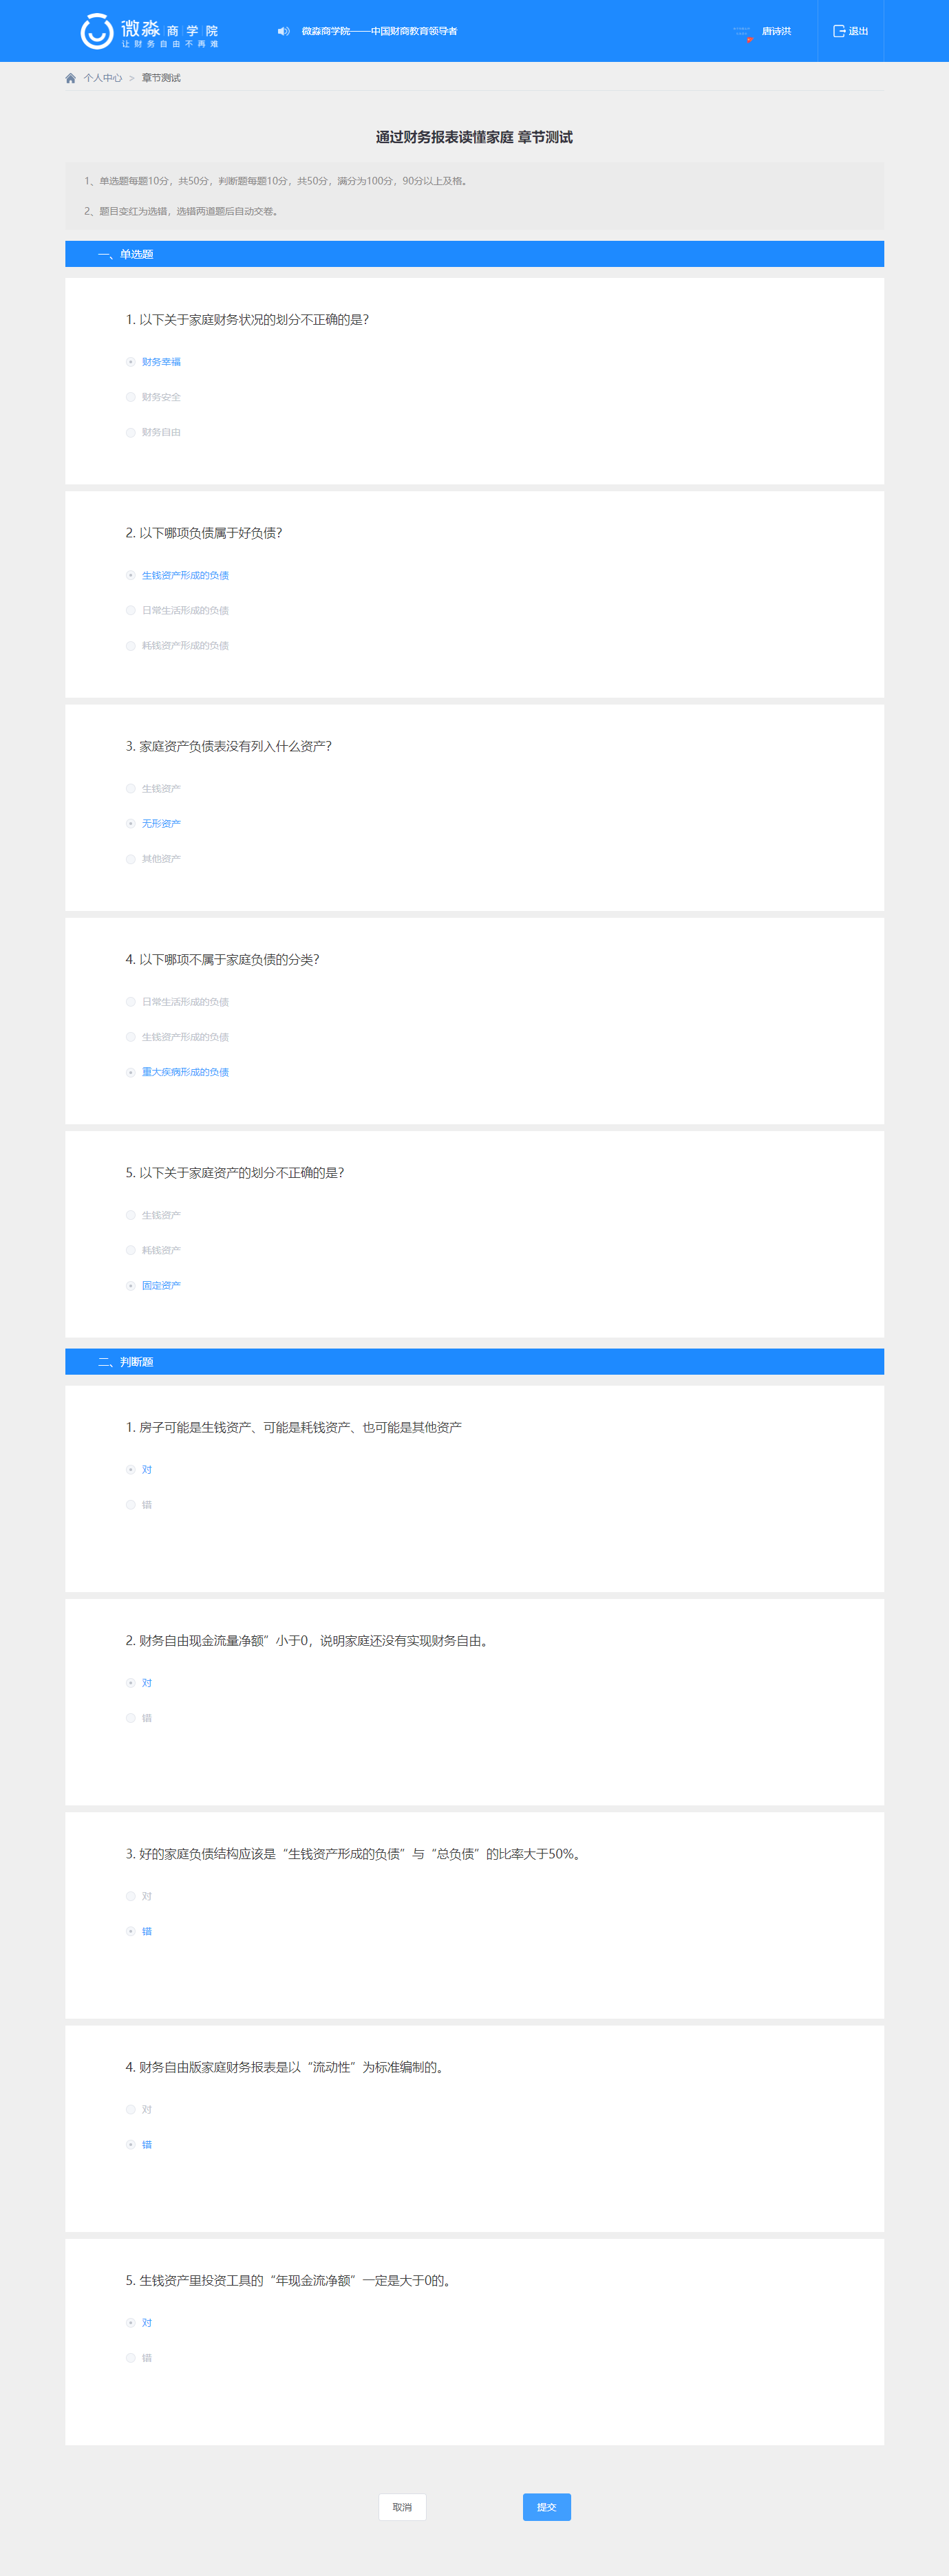 微淼商学院
让财务自由不再难
微淼商学院——中国财商教育领导者
唐诗洪
退出
个人中心 > 章节测试
通过财务报表读懂家庭 章节测试
1、单选题每题10分，共50分，判断题每题10分，共50分，满分为100分，90分以上及格。
2、题目变红为选错，选错两道题后自动交卷。
一、单选题
1. 以下关于家庭财务状况的划分不正确的是？
财务幸福
财务安全
财务自由
2. 以下哪项负债属于好负债？
生钱资产形成的负债
日常生活形成的负债
耗钱资产形成的负债
3. 家庭资产负债表没有列入什么资产？
生钱资产
无形资产
其他资产
4. 以下哪项不属于家庭负债的分类？
日常生活形成的负债
生钱资产形成的负债
重大疾病形成的负债
5. 以下关于家庭资产的划分不正确的是？
生钱资产
耗钱资产
固定资产
二、判断题
1. 房子可能是生钱资产、可能是耗钱资产、也可能是其他资产
对
错
2. 财务自由现金流量净额”小于0，说明家庭还没有实现财务自由。
对
错
3. 好的家庭负债结构应该是“生钱资产形成的负债”与“总负债”的比率大于50%。
对
错
4. 财务自由版家庭财务报表是以“流动性”为标准编制的。
对
错
5. 生钱资产里投资工具的“年现金流净额”一定是大于0的。
对
错
取消
提交